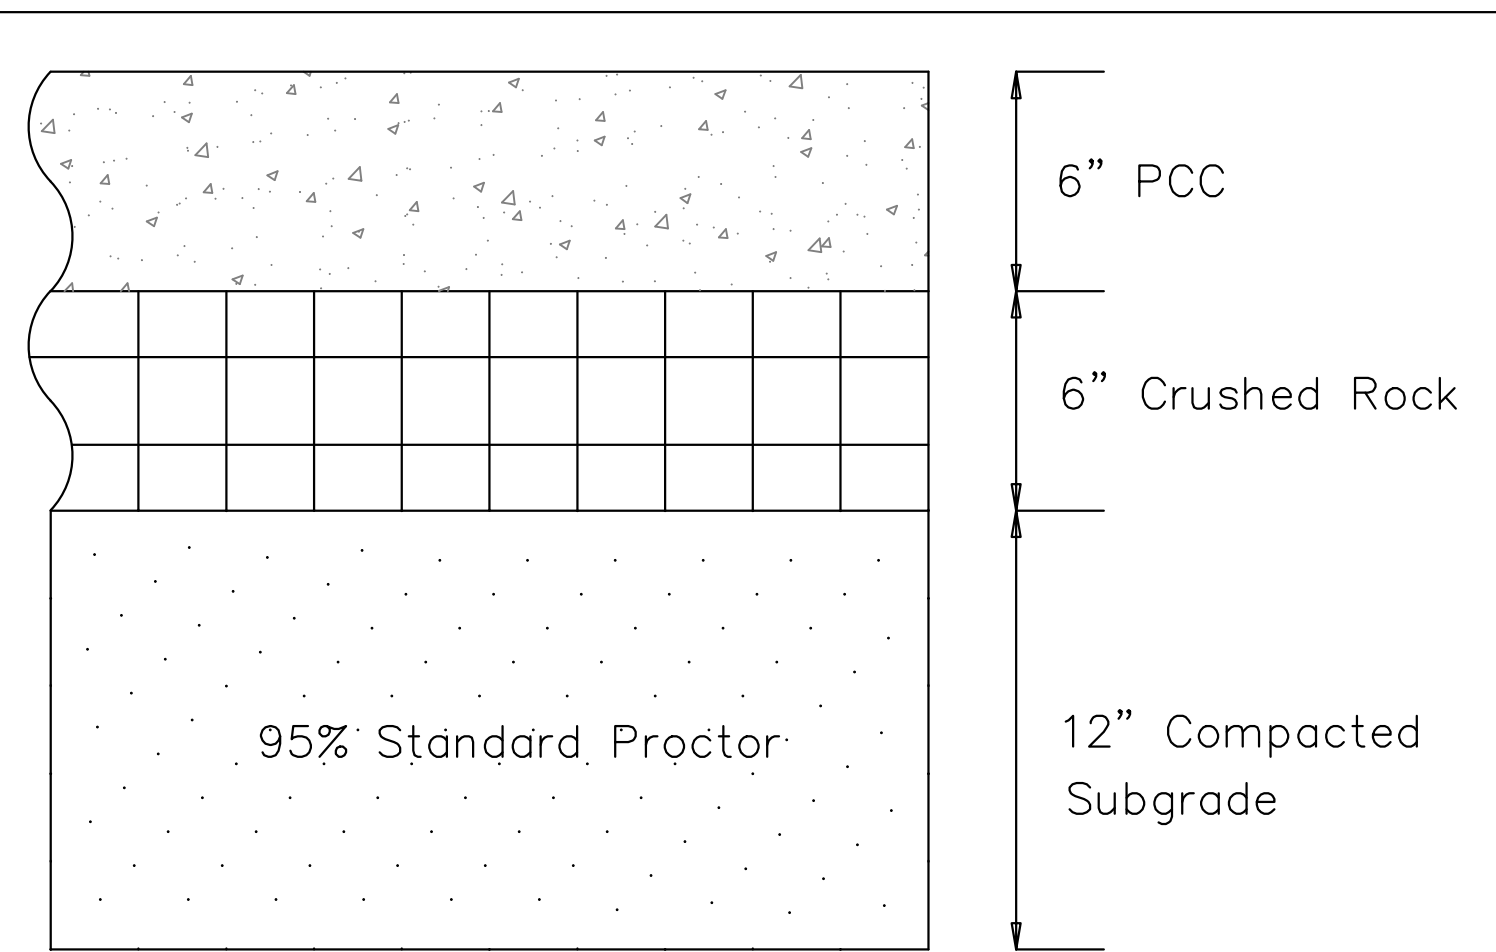 6” PCC
6” Crushed Rock
95% Standard Proctor
12” Compacted
Subgrade